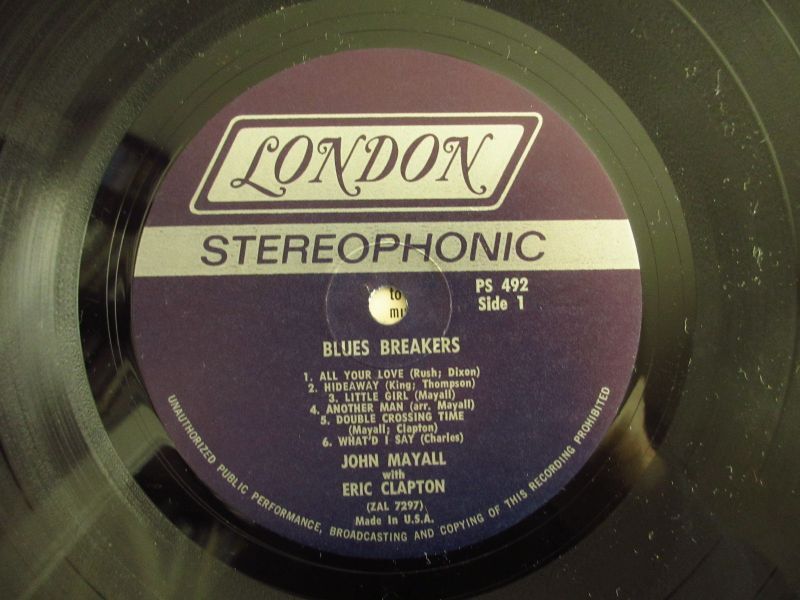 LONDON
STEREOPHONIC
PS 492
Side 1
to
BLUES BREAKERS
1. ALL YOUR LOVE (Rush; Dixon)
2. HIDEAWAY (King; Thompson)
3. LITTLE GIRL (Mayall)
4. ANOTHER MAN (arr. Mayall)
5. DOUBLE CROSSING TIME
(Mayall; Clapton)
6. WHAT'D I SAY (Charles)
JOHN MAYALL
with
ERIC CLAPTON
(ZAL 7297)
Made in U.S.A.
UNAUTHORIZED PUBLIC PERFORMANCE, BROADCASTING AND COPYING OF THIS RECORDING PROHIBITED